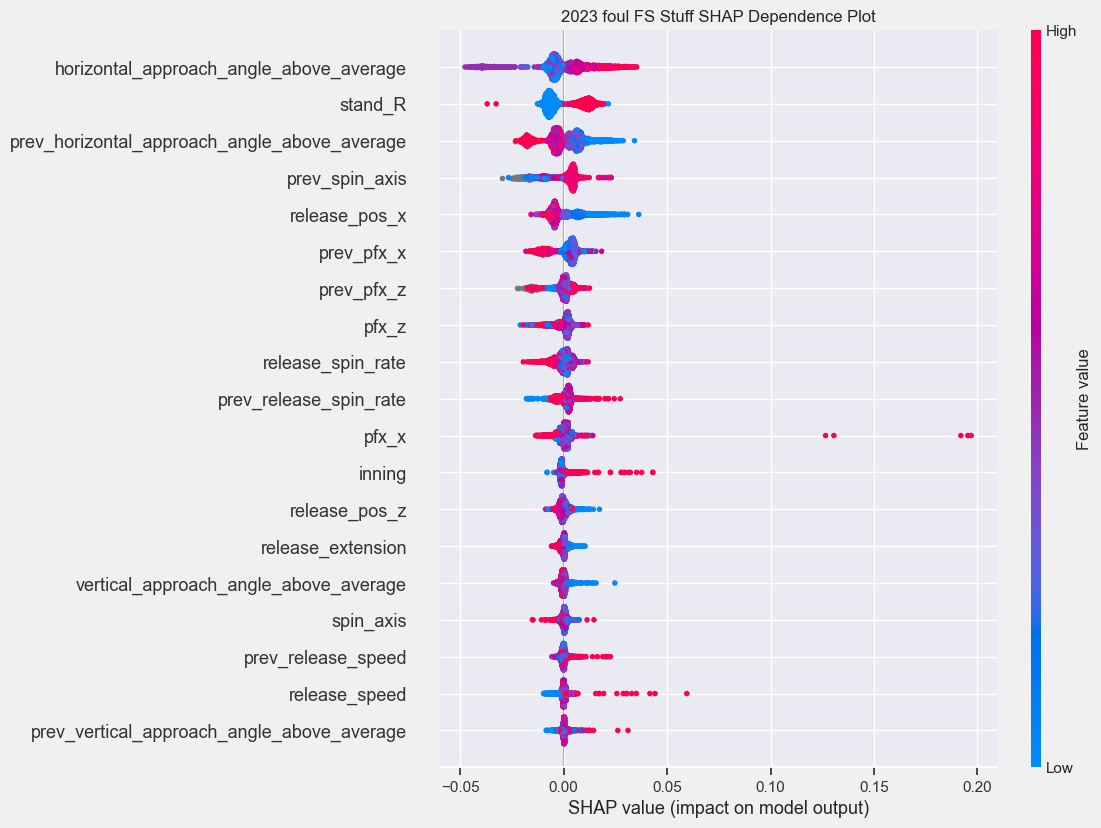 2023 foul FS Stuff SHAP Dependence Plot
High
horizontal_approach_angle_above_average
stand_R
prev_horizontal_approach_angle_above_average
prev_spin_axis
release_pos_x
prev_pfx_x
prev_pfx_z
pfx_z
release_spin_rate
prev_release_spin_rate
pfx_x
inning
release_pos_z
release_extension
vertical_approach_angle_above_average
spin_axis
prev_release_speed
release_speed
prev_vertical_approach_angle_above_average
Feature value
Low
−0.05 0.00 0.05 0.10 0.15 0.20
SHAP value (impact on model output)